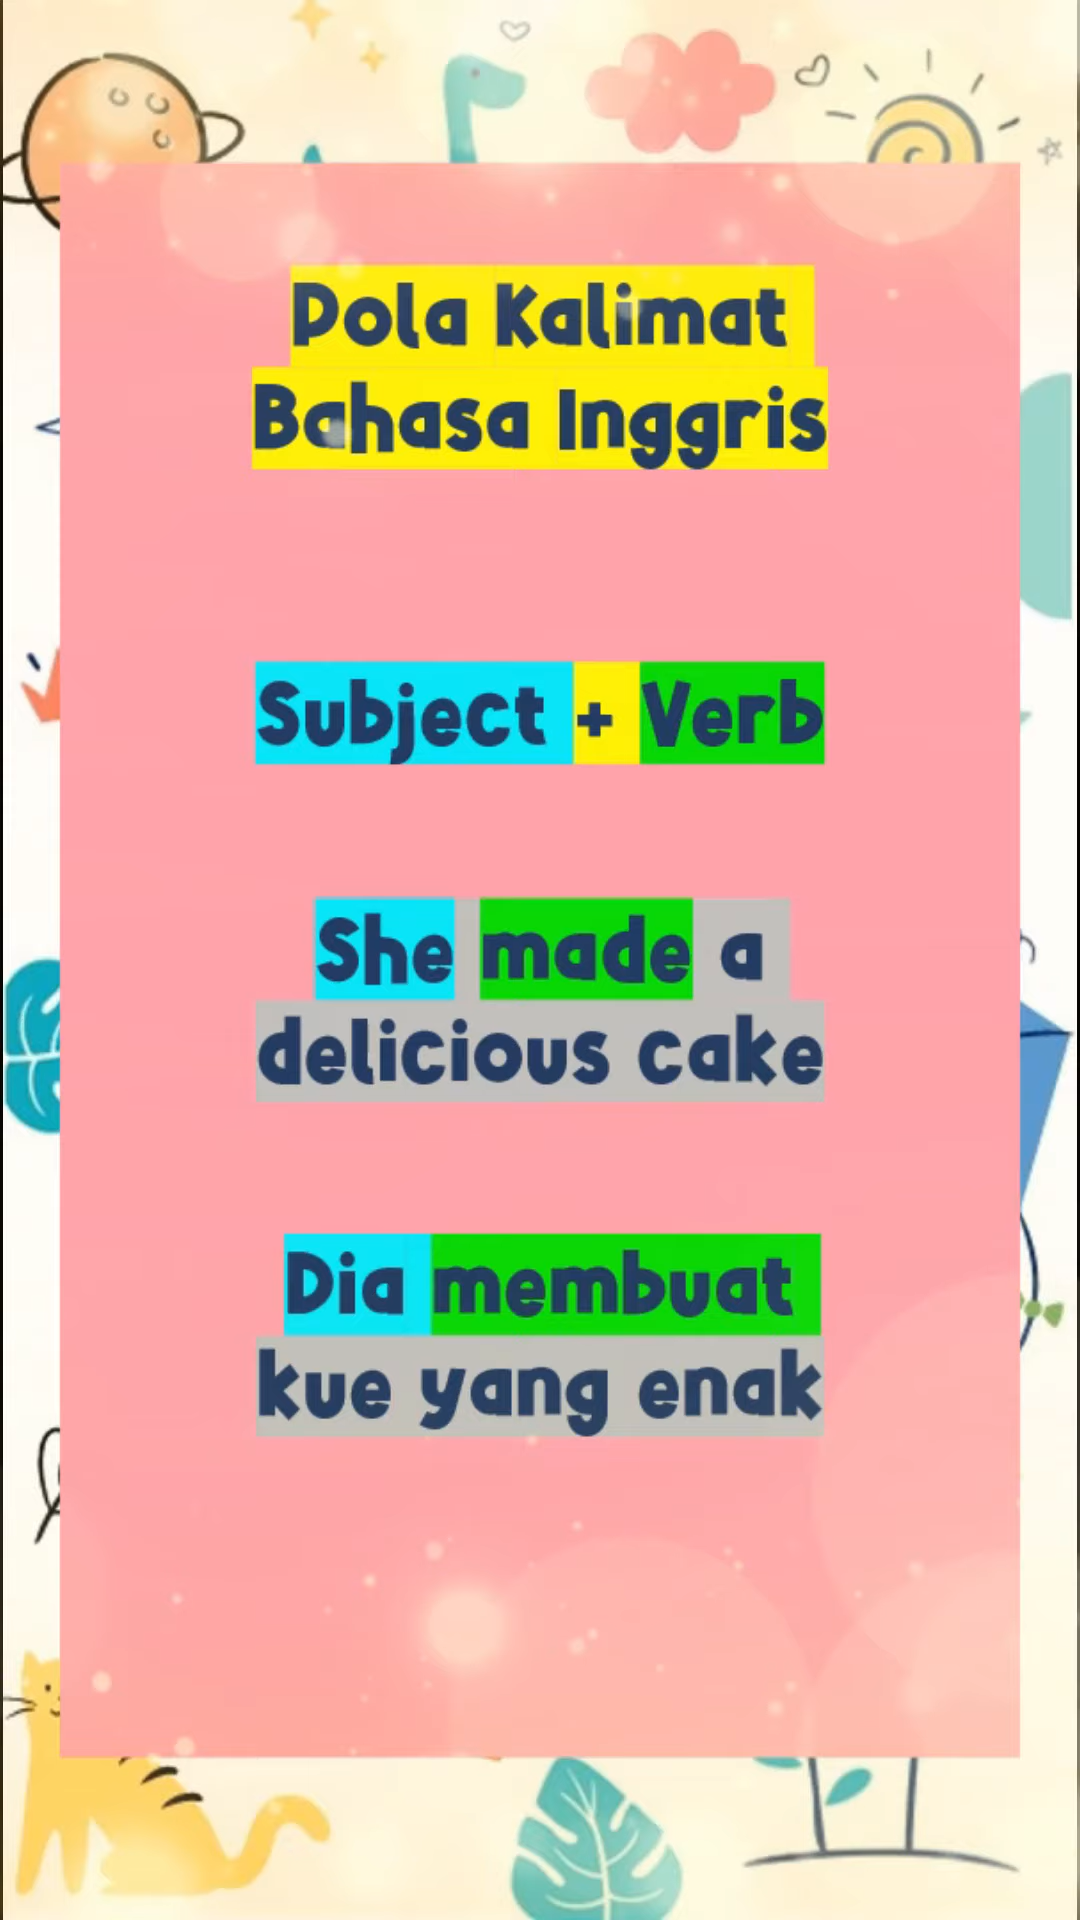 Pola Kalimat
Bahasa Inggris
Subject + Verb
She made a
delicious cake
Dia membuat
kue yang enak